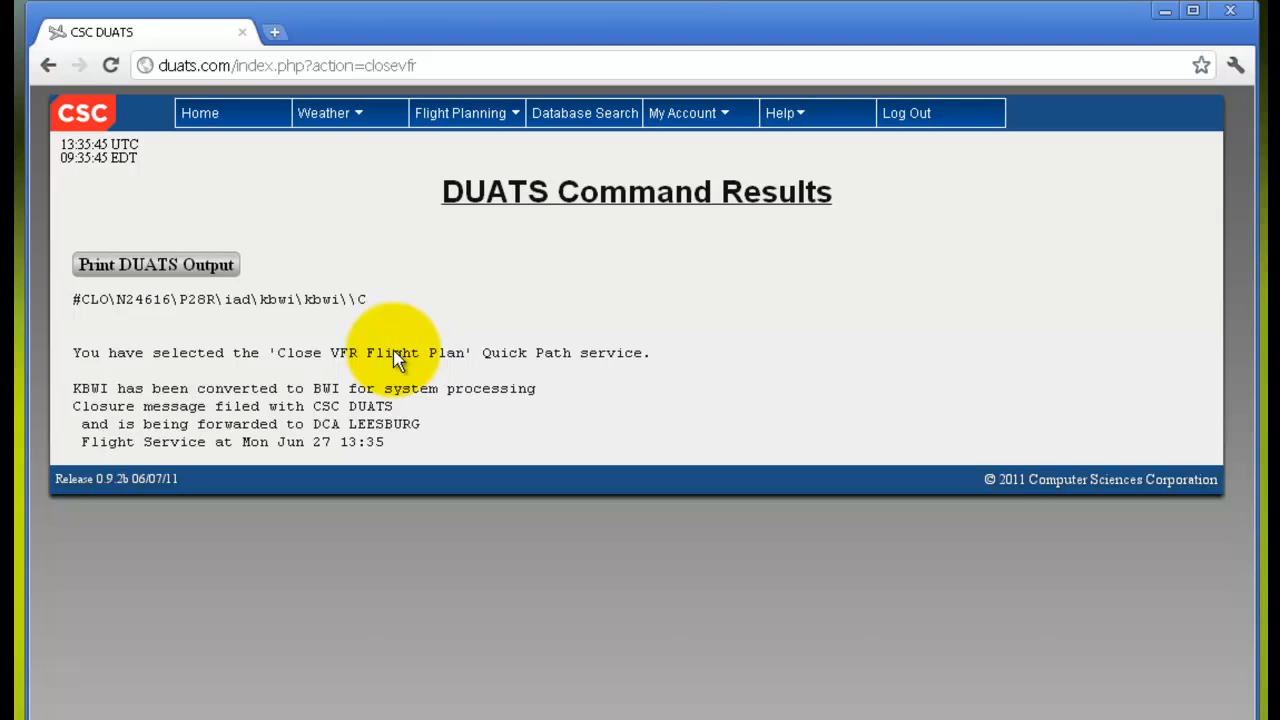 CSC DUATS
duats.com/index.php?action=closevfr
CSC
Home Weather Flight Planning Database Search My Account Help Log Out
13:35:45 UTC
09:35:45 EDT
DUATS Command Results
Print DUATS Output
#CLO\N24616\P28R\iad\kbwi\kbwi\\C
You have selected the 'Close VFR Flight Plan' Quick Path service.
KBWI has been converted to BWI for system processing
Closure message filed with CSC DUATS
and is being forwarded to DCA LEESBURG
Flight Service at Mon Jun 27 13:35
Release 0.9.2b 06/07/11 © 2011 Computer Sciences Corporation